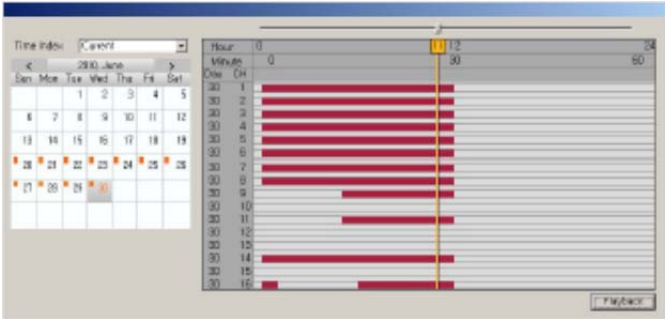 Time Index Current
Hour 0 11 12 24
< 2010, June >
Minute 0 30 60
Sun Mon Tue Wed Thu Fri Sat
Day CH
1 2 3 4 5
6 7 8 9 10 11 12
13 14 15 16 17 18 19
20 21 22 23 24 25 26
27 28 29 30
30 1
30 2
30 3
30 4
30 5
30 6
30 7
30 8
30 9
30 10
30 11
30 12
30 13
30 14
30 15
30 16
Playback